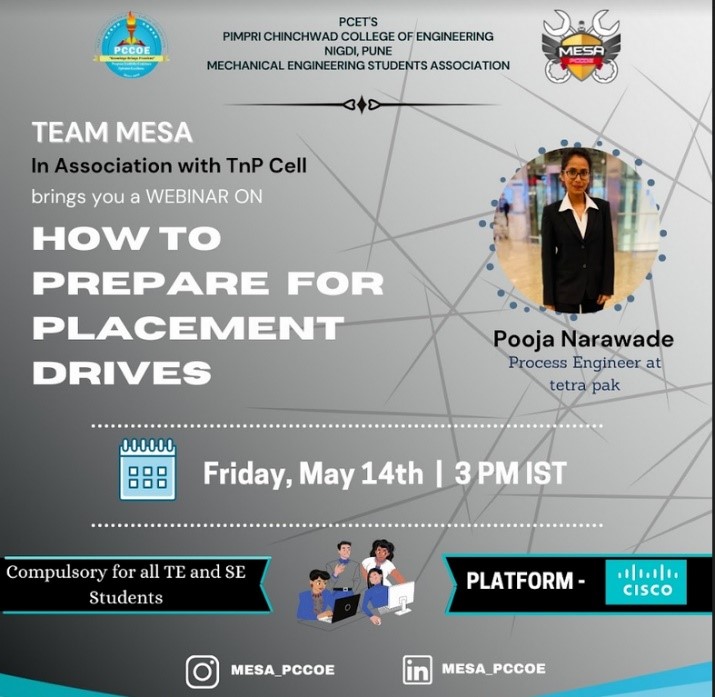 PCET'S
PIMPRI CHINCHWAD COLLEGE OF ENGINEERING
NIGDI, PUNE
MECHANICAL ENGINEERING STUDENTS ASSOCIATION
PCCOE
MESA
PCCOE
TEAM MESA
In Association with TnP Cell
brings you a WEBINAR ON
HOW TO
PREPARE FOR
PLACEMENT
DRIVES
Pooja Narawade
Process Engineer at
tetra pak
Friday, May 14th | 3 PM IST
Compulsory for all TE and SE
Students
PLATFORM -
CISCO
MESA_PCCOE
in MESA_PCCOE